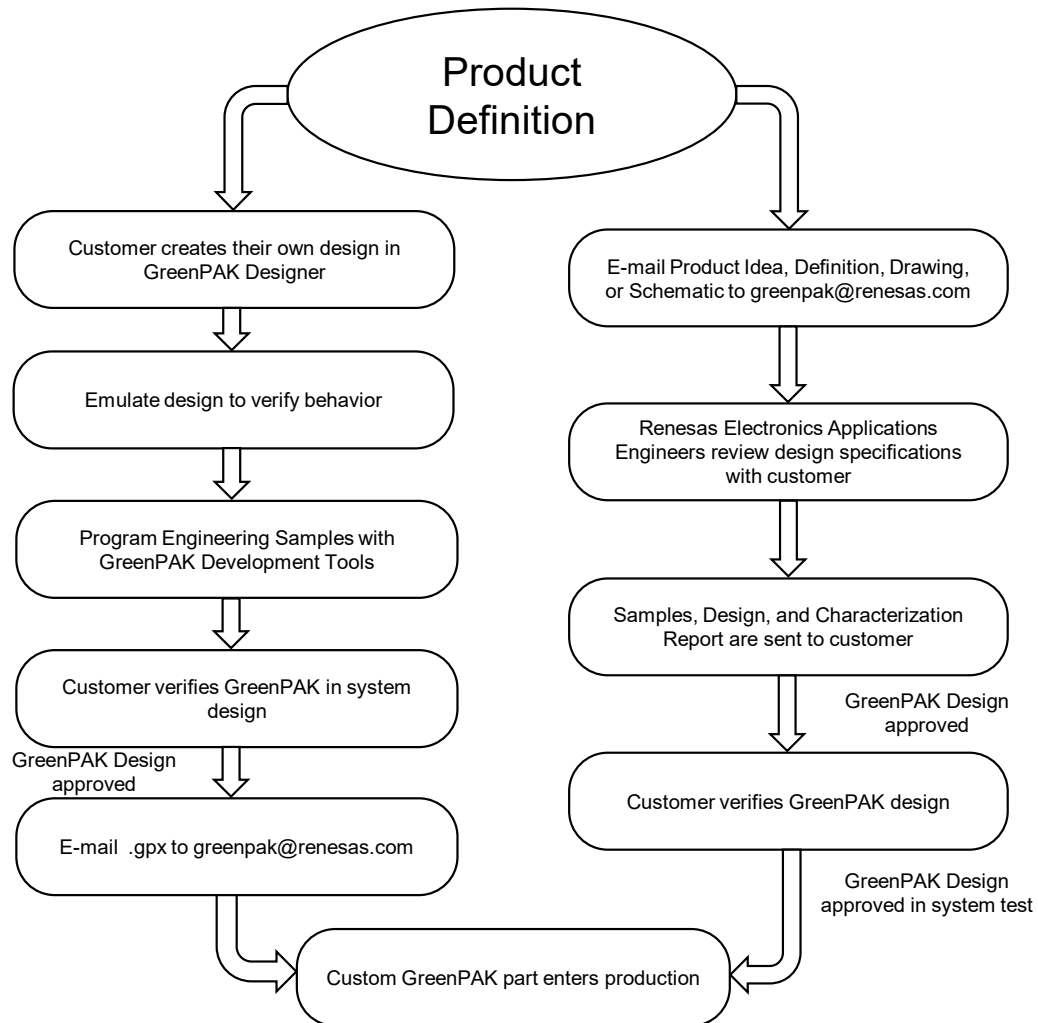 Product
Definition
Customer creates their own design in
GreenPAK Designer
Emulate design to verify behavior
Program Engineering Samples with
GreenPAK Development Tools
Customer verifies GreenPAK in system
design
GreenPAK Design
approved
E-mail .gpx to greenpak@renesas.com
E-mail Product Idea, Definition, Drawing,
or Schematic to greenpak@renesas.com
Renesas Electronics Applications
Engineers review design specifications
with customer
Samples, Design, and Characterization
Report are sent to customer
GreenPAK Design
approved
Customer verifies GreenPAK design
GreenPAK Design
approved in system test
Custom GreenPAK part enters production